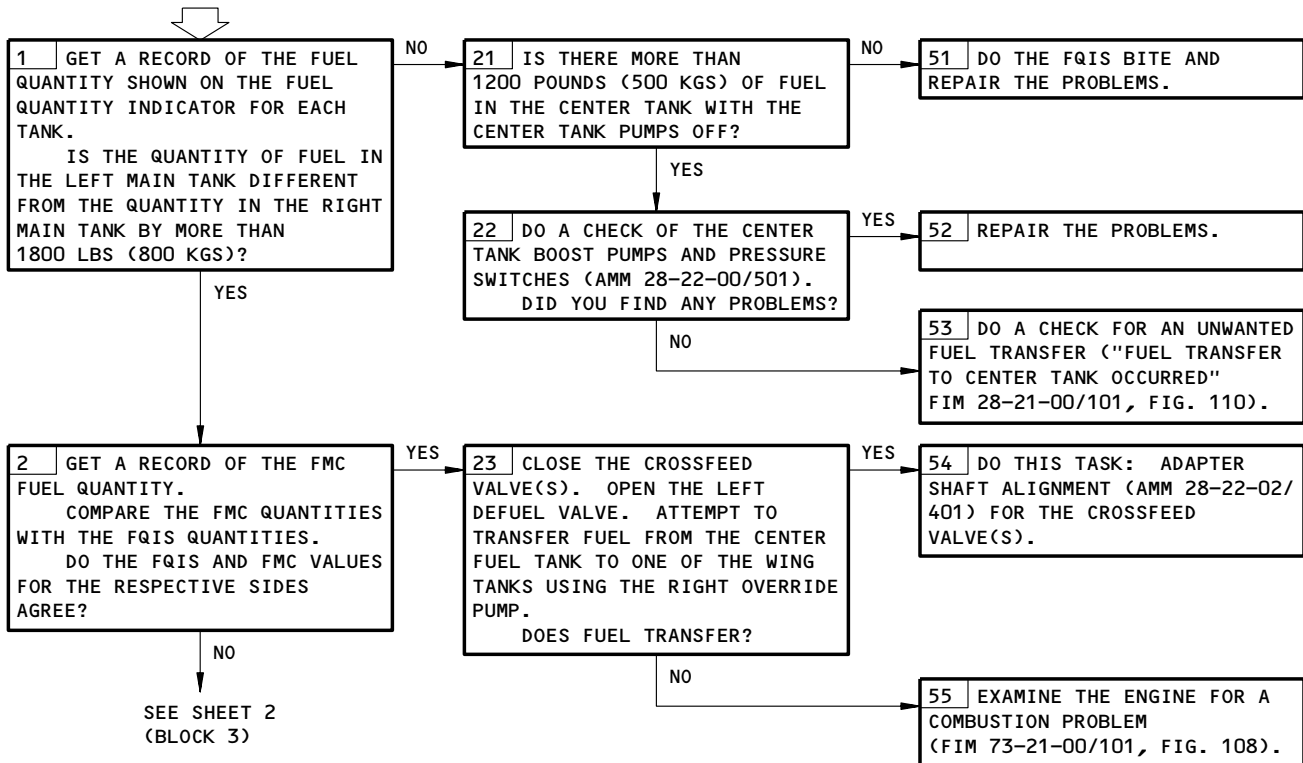 1 GET A RECORD OF THE FUEL
QUANTITY SHOWN ON THE FUEL
QUANTITY INDICATOR FOR EACH
TANK.
IS THE QUANTITY OF FUEL IN
THE LEFT MAIN TANK DIFFERENT
FROM THE QUANTITY IN THE RIGHT
MAIN TANK BY MORE THAN
1800 LBS (800 KGS)?
NO
YES
21 IS THERE MORE THAN
1200 POUNDS (500 KGS) OF FUEL
IN THE CENTER TANK WITH THE
CENTER TANK PUMPS OFF?
NO
YES
51 DO THE FQIS BITE AND
REPAIR THE PROBLEMS.
22 DO A CHECK OF THE CENTER
TANK BOOST PUMPS AND PRESSURE
SWITCHES (AMM 28-22-00/501).
DID YOU FIND ANY PROBLEMS?
YES
NO
52 REPAIR THE PROBLEMS.
53 DO A CHECK FOR AN UNWANTED
FUEL TRANSFER ("FUEL TRANSFER
TO CENTER TANK OCCURRED"
FIM 28-21-00/101, FIG. 110).
2 GET A RECORD OF THE FMC
FUEL QUANTITY.
COMPARE THE FMC QUANTITIES
WITH THE FQIS QUANTITIES.
DO THE FQIS AND FMC VALUES
FOR THE RESPECTIVE SIDES
AGREE?
YES
NO
SEE SHEET 2
(BLOCK 3)
23 CLOSE THE CROSSFEED
VALVE(S). OPEN THE LEFT
DEFUEL VALVE. ATTEMPT TO
TRANSFER FUEL FROM THE CENTER
FUEL TANK TO ONE OF THE WING
TANKS USING THE RIGHT OVERRIDE
PUMP.
DOES FUEL TRANSFER?
YES
NO
54 DO THIS TASK: ADAPTER
SHAFT ALIGNMENT (AMM 28-22-02/
401) FOR THE CROSSFEED
VALVE(S).
55 EXAMINE THE ENGINE FOR A
COMBUSTION PROBLEM
(FIM 73-21-00/101, FIG. 108).